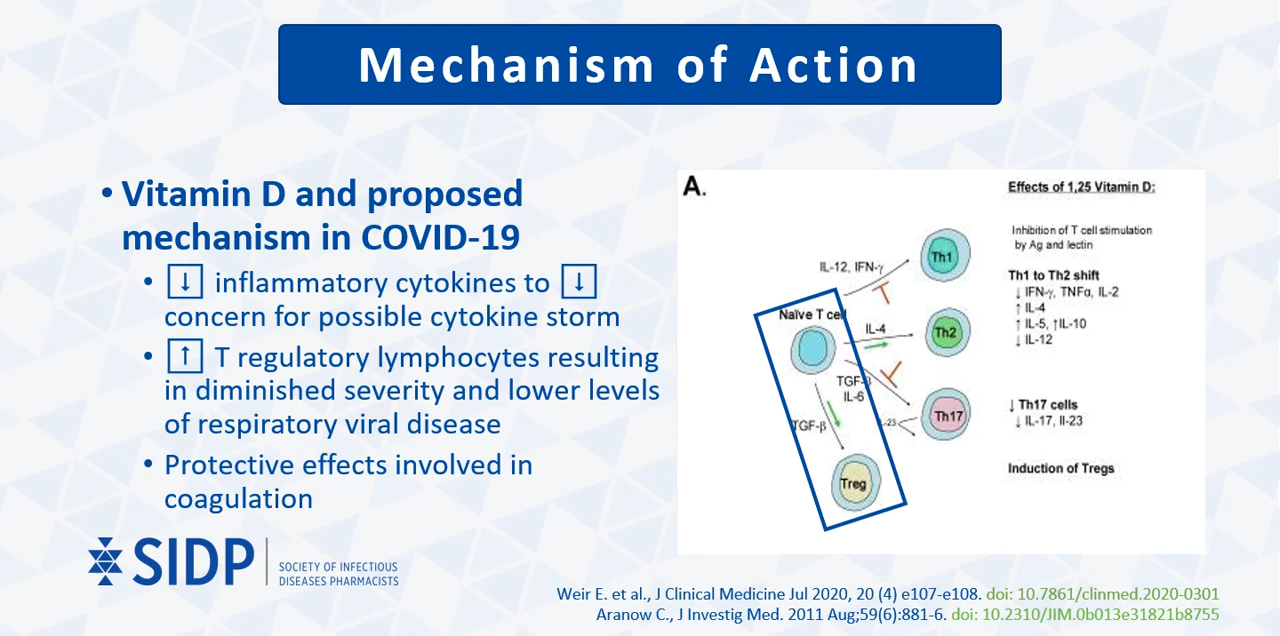 Mechanism of Action
• Vitamin D and proposed
mechanism in COVID-19
• ↓ inflammatory cytokines to ↓
concern for possible cytokine storm
• ↑ T regulatory lymphocytes resulting
in diminished severity and lower levels
of respiratory viral disease
• Protective effects involved in
coagulation
SIDP
SOCIETY OF INFECTIOUS
DISEASES PHARMACISTS
A.
Naïve T cell
IL-12, IFN-γ
Th1
IL-4
Th2
TGF-β
IL-6
Th17
TGF-β
-23
Treg
Effects of 1,25 Vitamin D:
Inhibition of T cell stimulation
by Ag and lectin
Th1 to Th2 shift
↓ IFN-γ, TNFα, IL-2
↑ IL-4
↑ IL-5, ↑IL-10
↓ IL-12
↓ Th17 cells
↓ IL-17, Il-23
Induction of Tregs
Weir E. et al., J Clinical Medicine Jul 2020, 20 (4) e107-e108. doi: 10.7861/clinmed.2020-0301
Aranow C., J Investig Med. 2011 Aug;59(6):881-6. doi: 10.2310/JIM.0b013e31821b8755